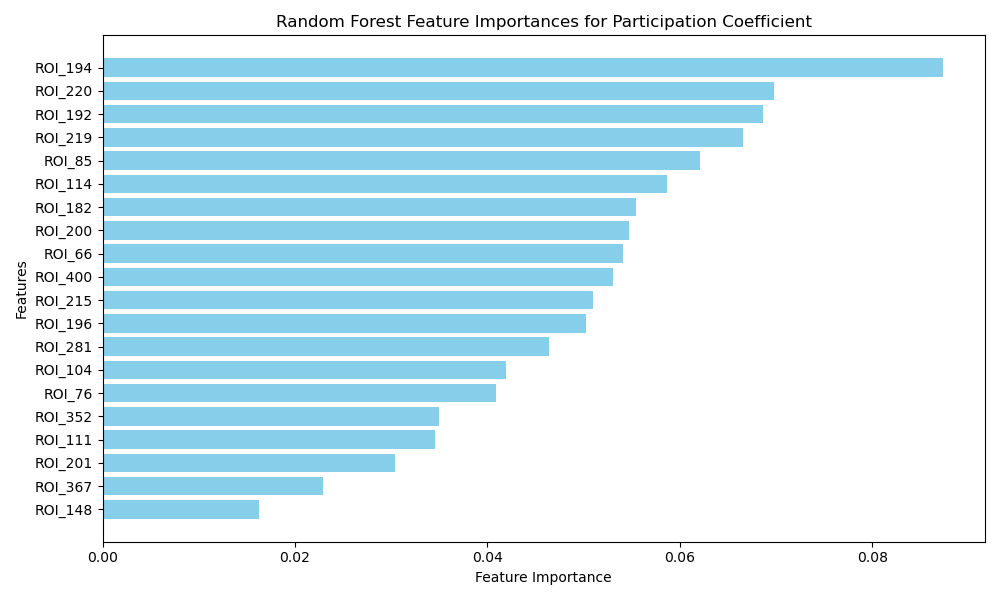 Random Forest Feature Importances for Participation Coefficient
Features
ROI_194
ROI_220
ROI_192
ROI_219
ROI_85
ROI_114
ROI_182
ROI_200
ROI_66
ROI_400
ROI_215
ROI_196
ROI_281
ROI_104
ROI_76
ROI_352
ROI_111
ROI_201
ROI_367
ROI_148
0.00 0.02 0.04 0.06 0.08
Feature Importance